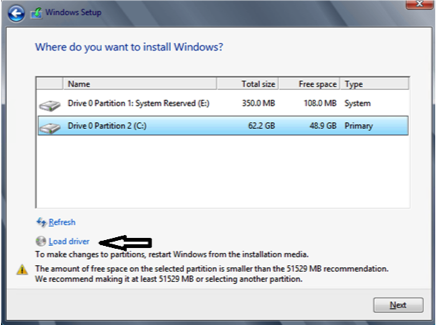 Windows Setup
Where do you want to install Windows?
Name Total size Free space Type
Drive 0 Partition 1: System Reserved (E:) 350.0 MB 108.0 MB System
Drive 0 Partition 2 (C:) 62.2 GB 48.9 GB Primary
Refresh
Load driver
To make changes to partitions, restart Windows from the installation media.
The amount of free space on the selected partition is smaller than the 51529 MB recommendation.
We recommend making it at least 51529 MB or selecting another partition.
Next